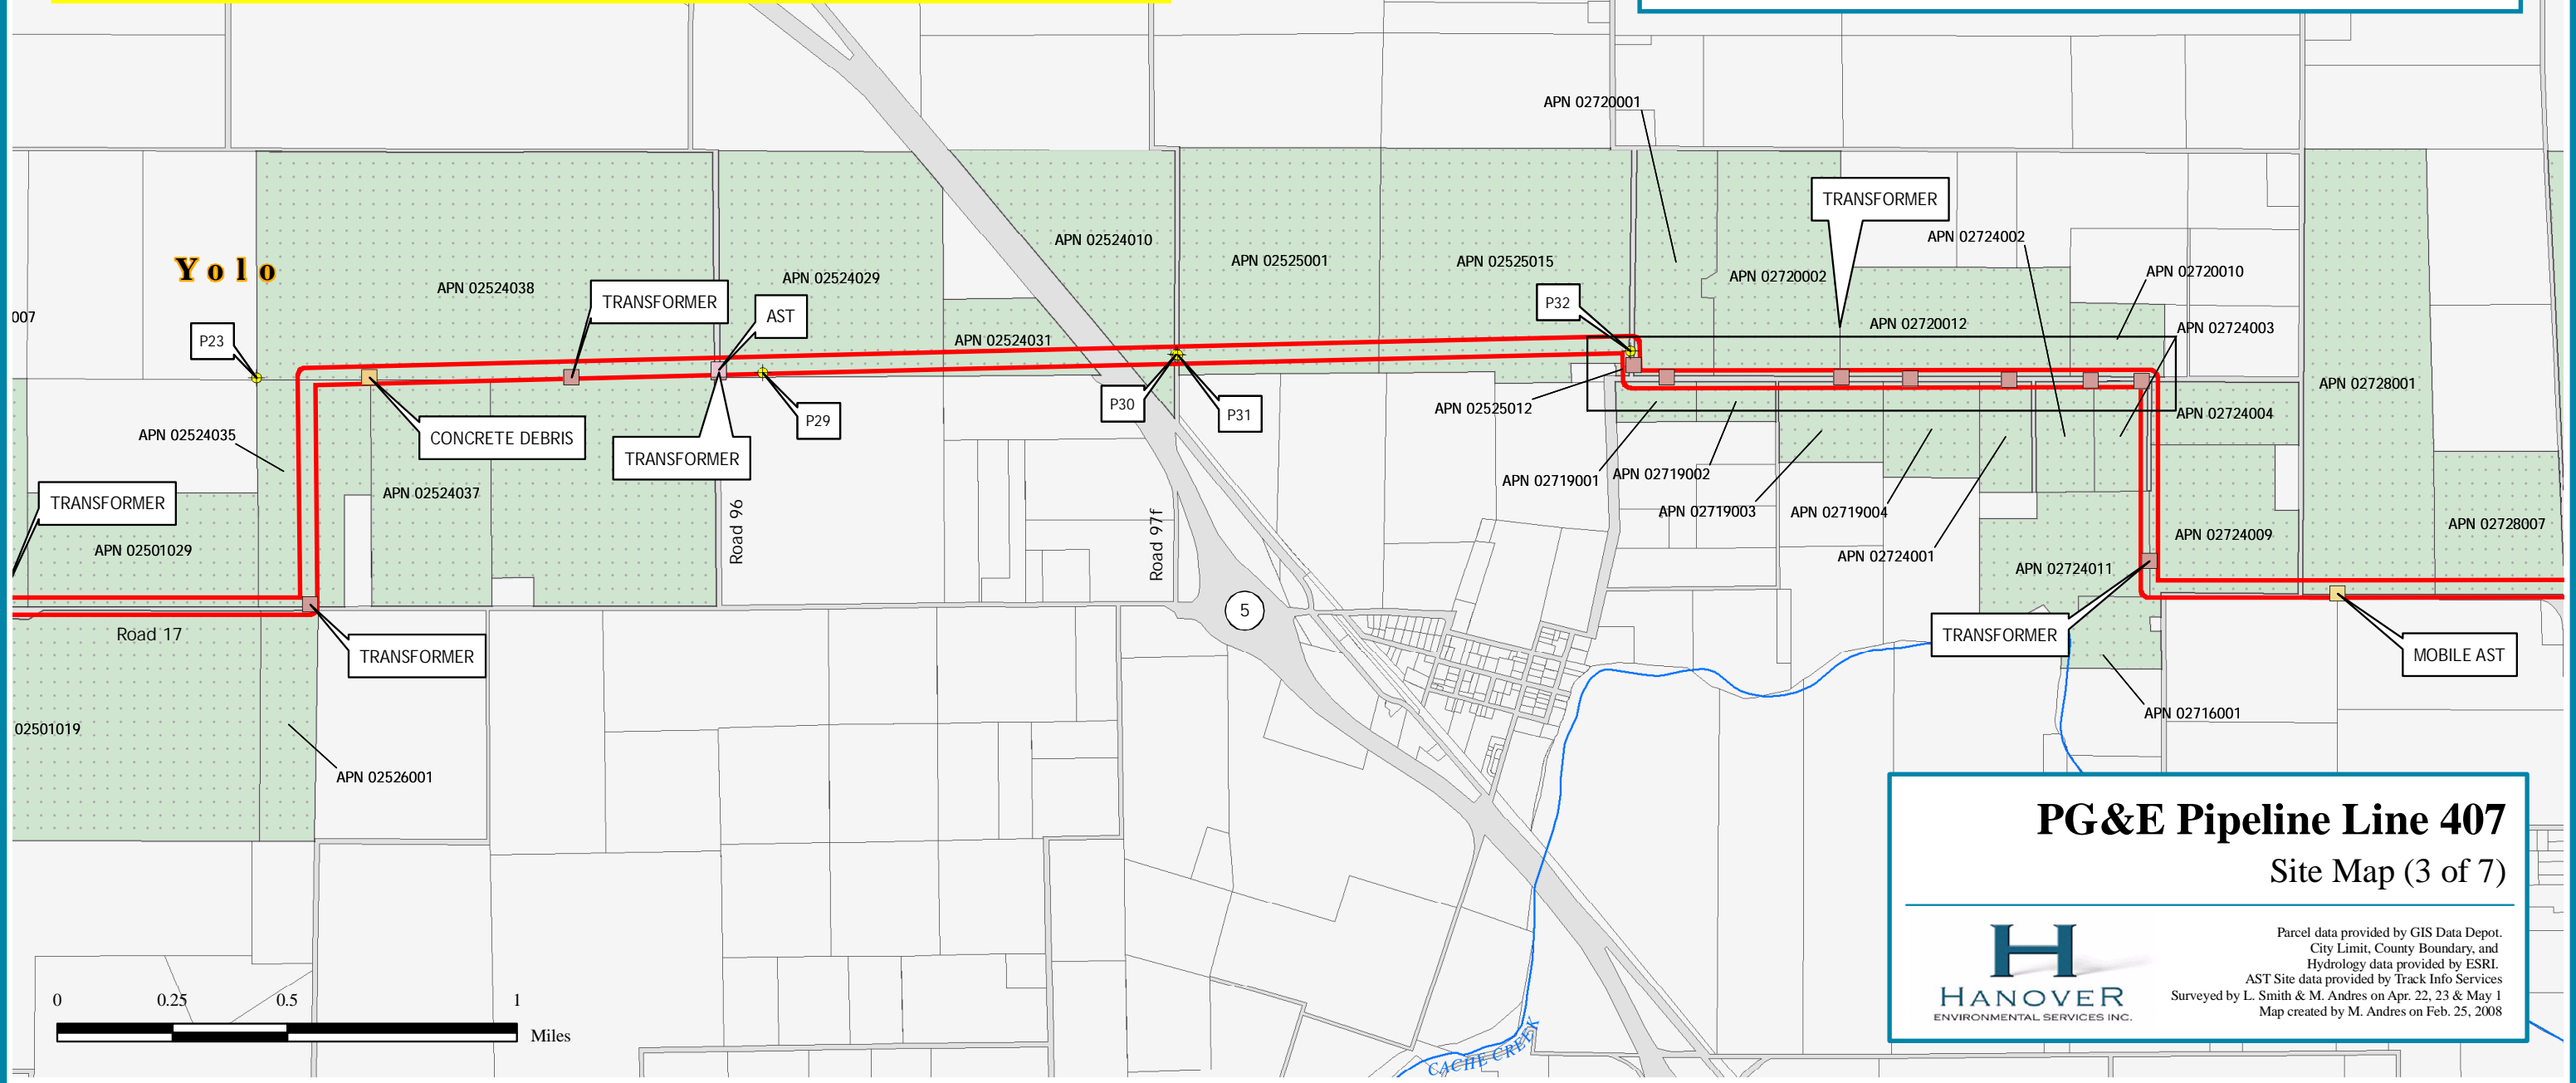 APN 02720001
TRANSFORMER
APN 02724002
APN 02524010
Yolo
APN 02525001
APN 02525015
APN 02720002
APN 02720010
APN 02524029
APN 02524038
TRANSFORMER
P32
AST
007
APN 02720012
APN 02724003
P23
APN 02524031
APN 02728001
P30
P31
APN 02525012
APN 02724004
P29
APN 02524035
CONCRETE DEBRIS
TRANSFORMER
APN 02719001
APN 02719002
APN 02524037
TRANSFORMER
APN 02719003
APN 02719004
APN 02728007
Road 96
Road 97f
APN 02724009
APN 02501029
APN 02724001
APN 02724011
5
Road 17
TRANSFORMER
TRANSFORMER
MOBILE AST
APN 02716001
02501019
APN 02526001
PG&E Pipeline Line 407
Site Map (3 of 7)
HANOVER
ENVIRONMENTAL SERVICES INC.
Parcel data provided by GIS Data Depot.
City Limit, County Boundary, and
Hydrology data provided by ESRI.
AST Site data provided by Track Info Services
Surveyed by L. Smith & M. Andres on Apr. 22, 23 & May 1
Map created by M. Andres on Feb. 25, 2008
0 0.25 0.5 1
Miles
CACHE CREEK